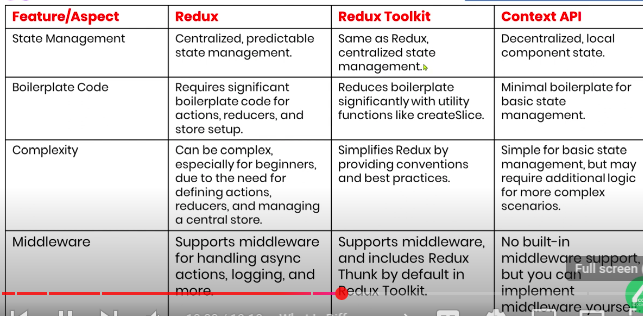 Feature/Aspect
Redux
Redux Toolkit
Context API
State Management
Centralized, predictable
state management.
Same as Redux,
centralized state
management.
Decentralized, local
component state.
Boilerplate Code
Requires significant
boilerplate code for
actions, reducers, and
store setup.
Reduces boilerplate
significantly with utility
functions like createSlice.
Minimal boilerplate for
basic state
management.
Complexity
Can be complex,
especially for beginners,
due to the need for
defining actions,
reducers, and managing
a central store.
Simplifies Redux by
providing conventions
and best practices.
Simple for basic state
management, but may
require additional logic
for more complex
scenarios.
Middleware
Supports middleware
for handling async
actions, logging, and
more.
Supports middleware,
and includes Redux
Thunk by default in
Redux Toolkit.
No built-in
middleware support,
but you can
implement
middleware yourself
Full screen